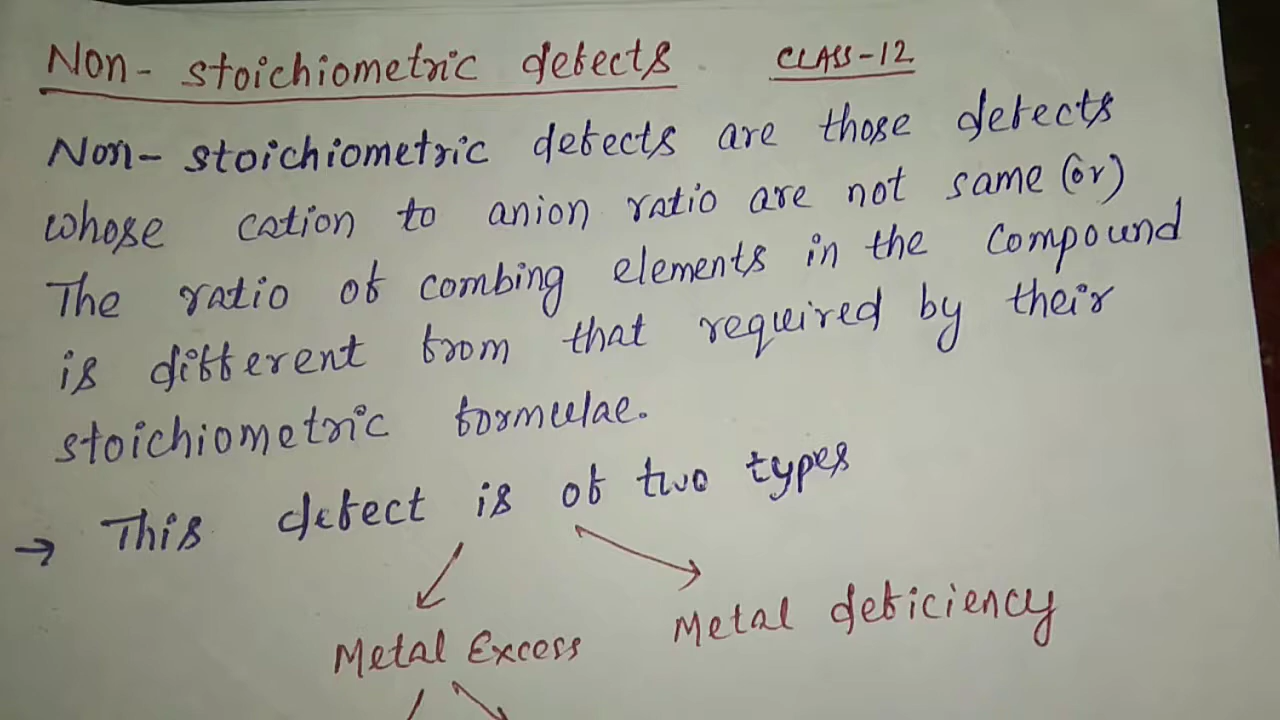 Non- stoichiometric defects CLASS-12
Non- stoichiometric defects are those defects
whose cation to anion ratio are not same (or)
The ratio of combing elements in the compound
is different from that required by their
stoichiometric formulae.
→ This defect is of two types
Metal Excess Metal deficiency